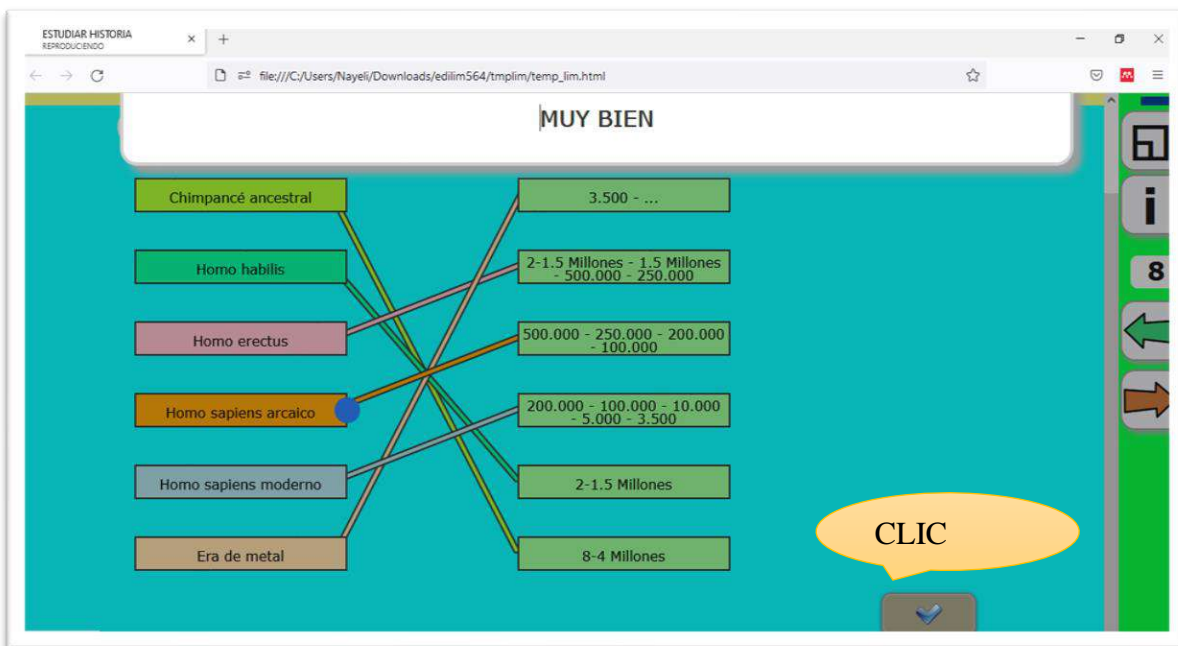 ESTUDIAR HISTORIA
REPRODUCIENDO
file:///C:/Users/Nayeli/Downloads/edilim564/tmplim/temp_lim.html
MUY BIEN
Chimpancé ancestral
3.500 - ...
Homo habilis
2-1.5 Millones - 1.5 Millones
- 500.000 - 250.000
Homo erectus
500.000 - 250.000 - 200.000
- 100.000
Homo sapiens arcaico
200.000 - 100.000 - 10.000
- 5.000 - 3.500
Homo sapiens moderno
2-1.5 Millones
Era de metal
8-4 Millones
CLIC
i
8